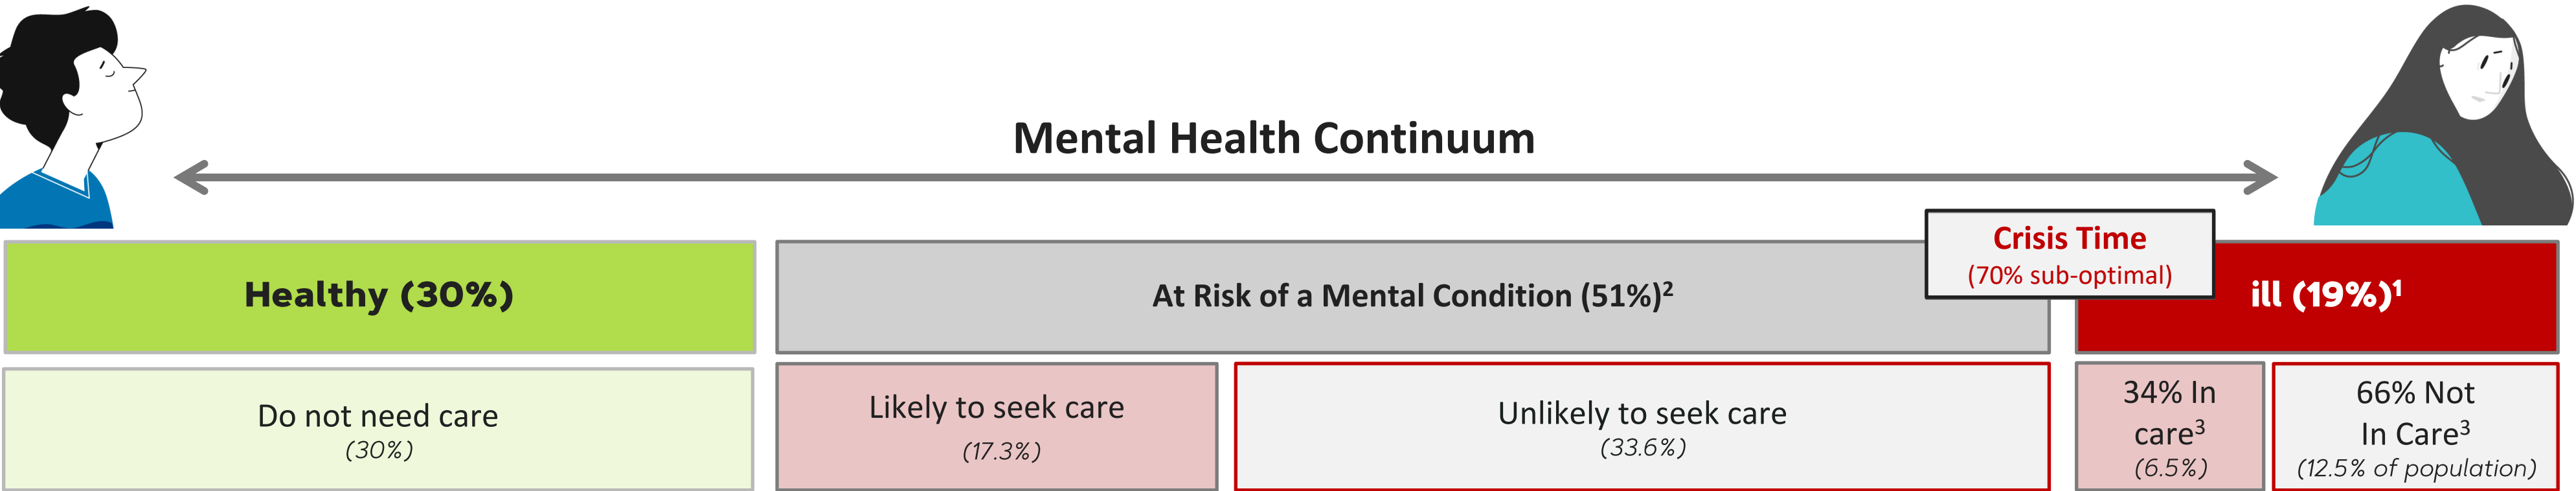 Mental Health Continuum
Crisis Time
(70% sub-optimal)
Healthy (30%)
At Risk of a Mental Condition (51%)²
ill (19%)¹
Do not need care
(30%)
Likely to seek care
(17.3%)
Unlikely to seek care
(33.6%)
34% In
care³
(6.5%)
66% Not
In Care³
(12.5% of population)